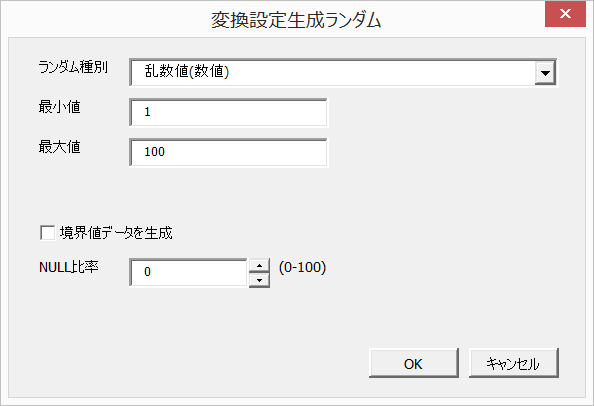 変換設定生成ランダム
ランダム種別 乱数値(数値)
最小値 1
最大値 100
境界値データを生成
NULL比率 0 (0-100)
OK キャンセル